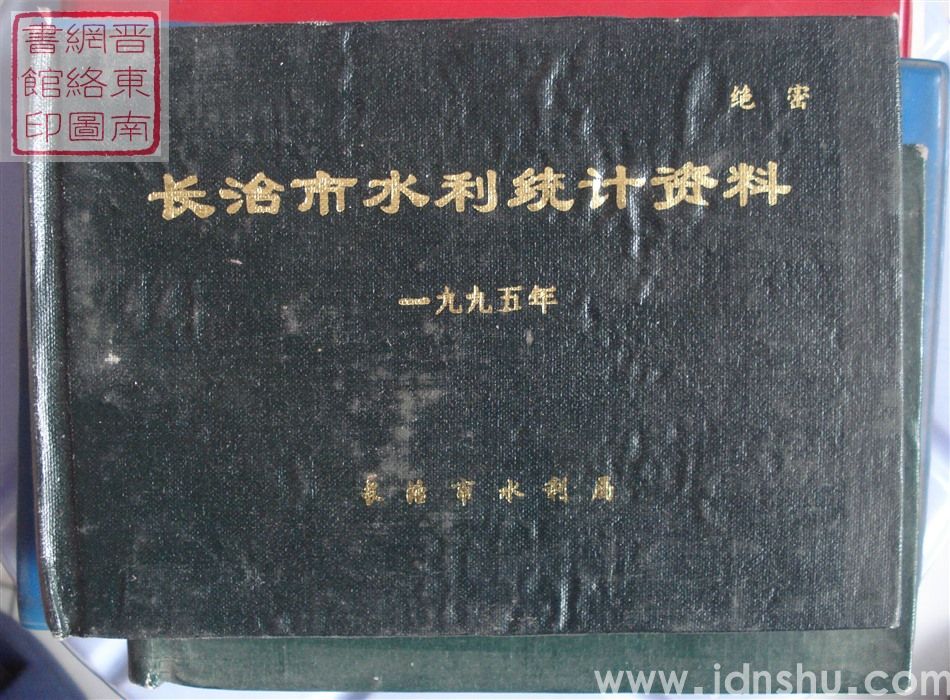 晋東南
網絡圖
書館印
绝 密
长治市水利统计资料
一九九五年
長治市水利局
www.jdnshu.com